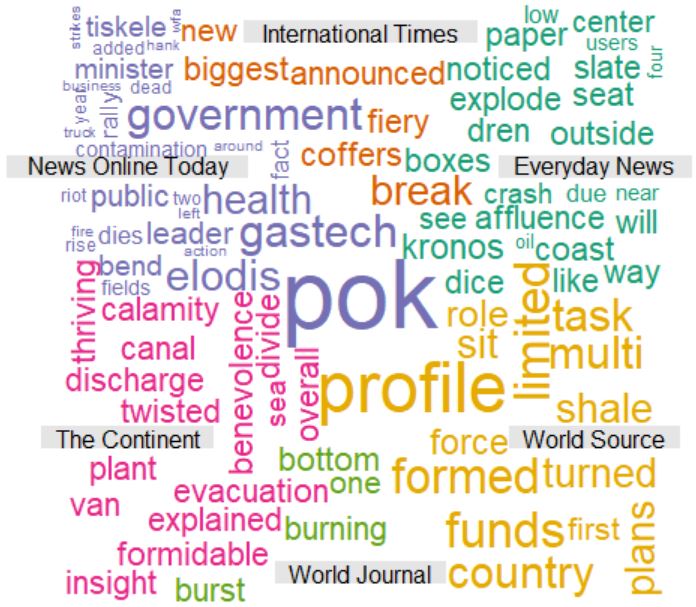 low
center
strikes
tiskele
wfa
new
International Times
paper
users
added
hank
minister
biggest
announced
noticed
slate
four
business
dead
explode
seat
year
rally
government
fiery
dren
outside
truck
contamination
around
fact
coffers
boxes
News Online Today
Everyday News
riot
public
two
health
break
crash
due
near
left
see
affluence
will
fire
rise
dies
leader
gastech
kronos
oil
coast
action
bend
elodis
pok
dice
like
way
fields
thriving
calamity
benevolence
divide
role
limited
task
canal
sit
multi
discharge
sea
overall
profile
twisted
shale
The Continent
force
World Source
plant
bottom
formed
turned
van
evacuation
one
explained
burning
funds
first
plans
formidable
World Journal
country
insight
burst